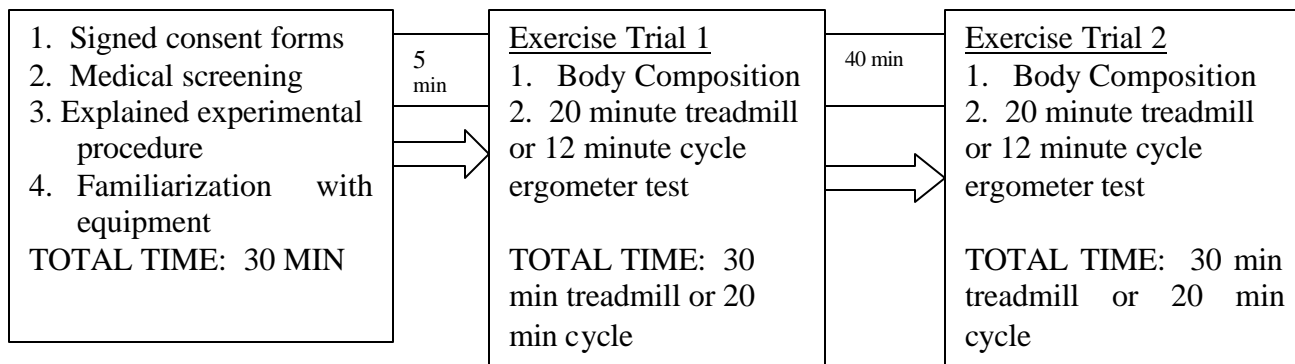 1. Signed consent forms
2. Medical screening
3. Explained experimental
procedure
4. Familiarization with
equipment
TOTAL TIME: 30 MIN
5
min
Exercise Trial 1
1. Body Composition
2. 20 minute treadmill
or 12 minute cycle
ergometer test
TOTAL TIME: 30
min treadmill or 20
min cycle
40 min
Exercise Trial 2
1. Body Composition
2. 20 minute treadmill
or 12 minute cycle
ergometer test
TOTAL TIME: 30 min
treadmill or 20 min
cycle